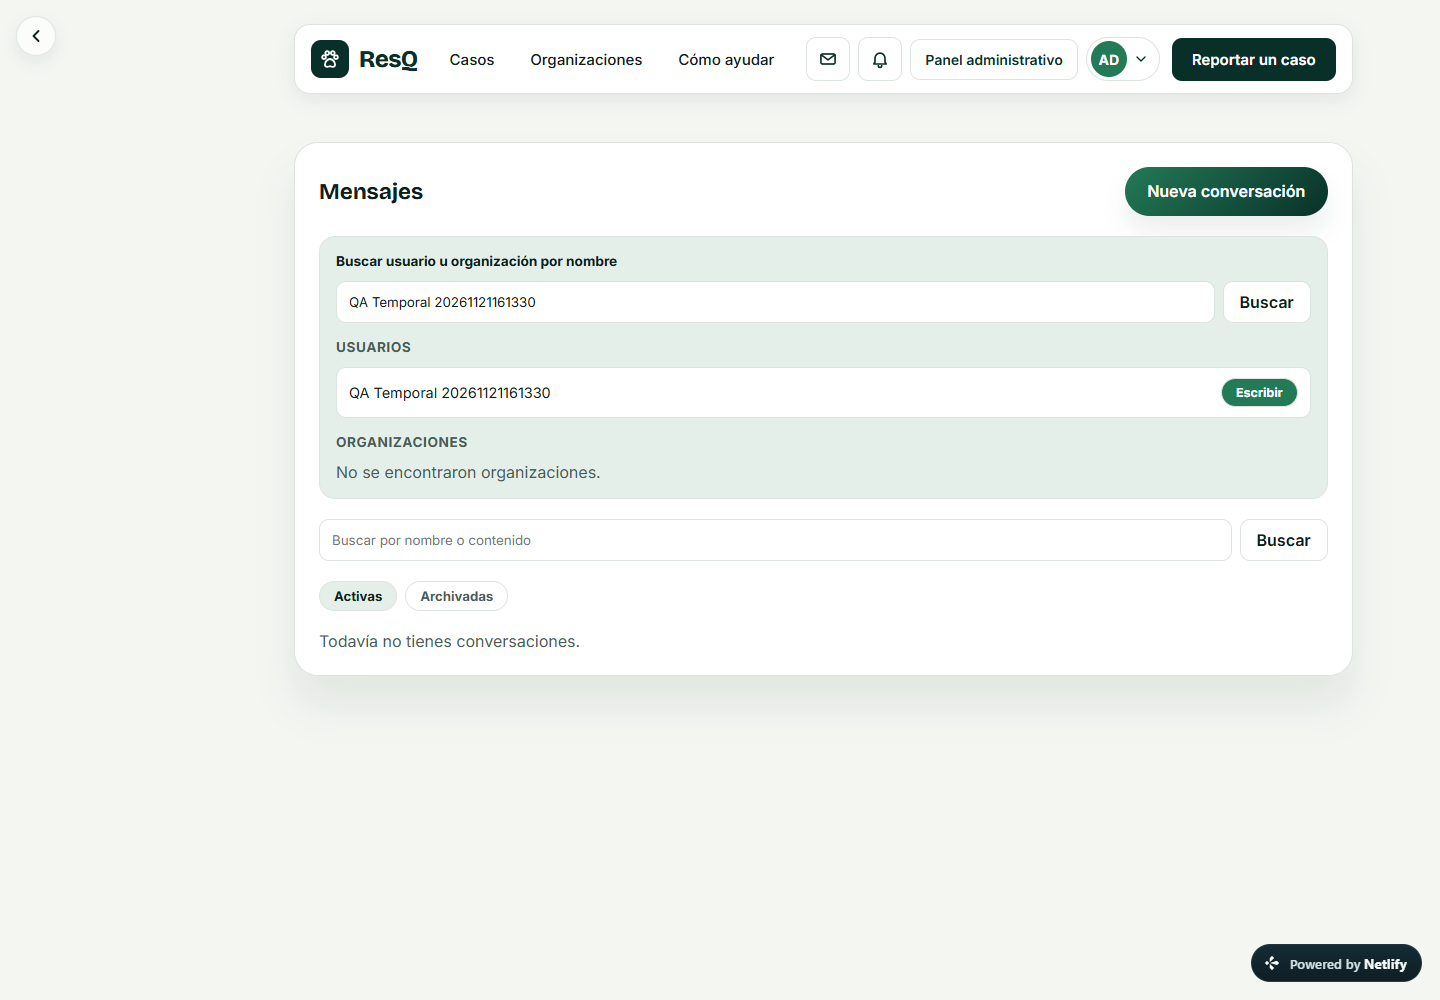 ResQ Casos Organizaciones Cómo ayudar Panel administrativo AD Reportar un caso
Mensajes Nueva conversación
Buscar usuario u organización por nombre
QA Temporal 20261121161330 Buscar
USUARIOS
QA Temporal 20261121161330 Escribir
ORGANIZACIONES
No se encontraron organizaciones.
Buscar por nombre o contenido Buscar
Activas Archivadas
Todavía no tienes conversaciones.
Powered by Netlify